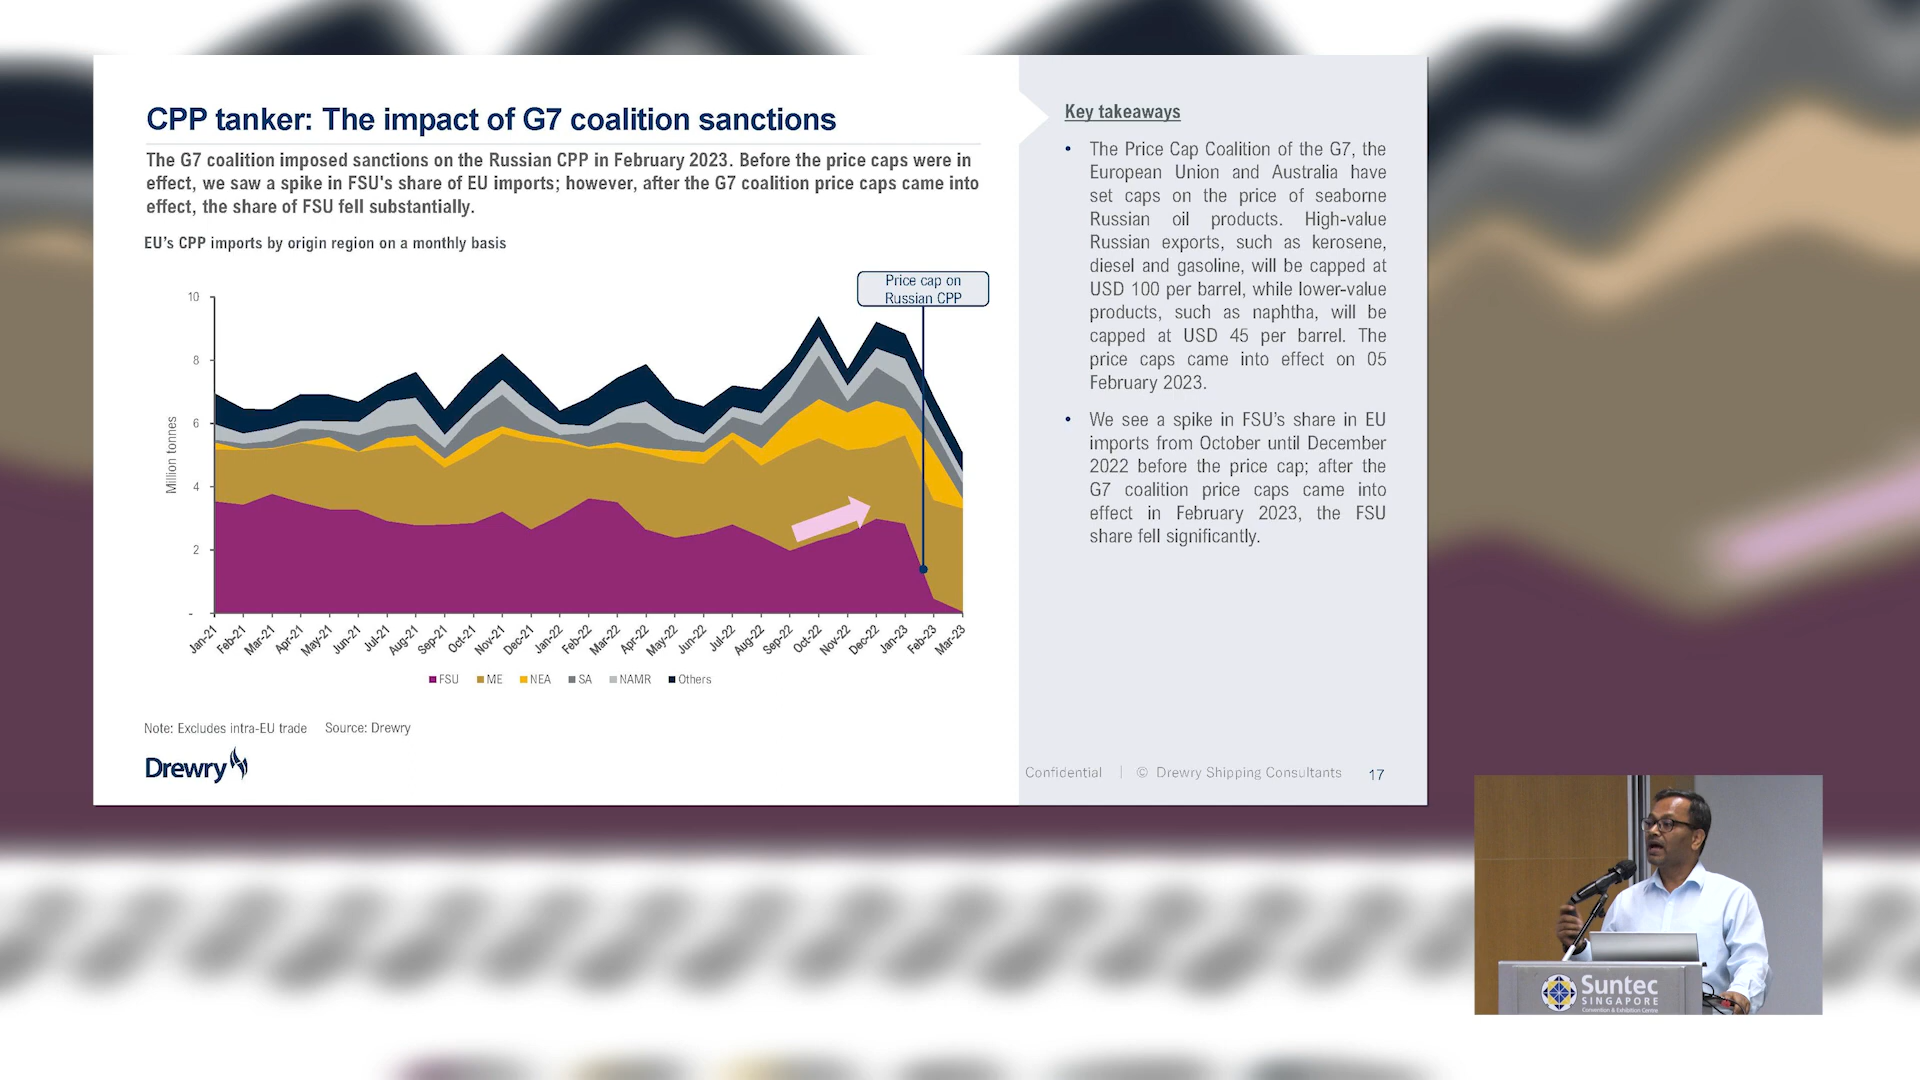 CPP tanker: The impact of G7 coalition sanctions
The G7 coalition imposed sanctions on the Russian CPP in February 2023. Before the price caps were in
effect, we saw a spike in FSU's share of EU imports; however, after the G7 coalition price caps came into
effect, the share of FSU fell substantially.
EU's CPP imports by origin region on a monthly basis
Price cap on
Russian CPP
Million tonnes
10
8
6
4
2
-
Jan-21 Feb-21 Mar-21 Apr-21 May-21 Jun-21 Jul-21 Aug-21 Sep-21 Oct-21 Nov-21 Dec-21 Jan-22 Feb-22 Mar-22 Apr-22 May-22 Jun-22 Jul-22 Aug-22 Sep-22 Oct-22 Nov-22 Dec-22 Jan-23 Feb-23 Mar-23
FSU ME NEA SA NAMR Others
Note: Excludes intra-EU trade Source: Drewry
Drewry
Key takeaways
• The Price Cap Coalition of the G7, the
European Union and Australia have
set caps on the price of seaborne
Russian oil products. High-value
Russian exports, such as kerosene,
diesel and gasoline, will be capped at
USD 100 per barrel, while lower-value
products, such as naphtha, will be
capped at USD 45 per barrel. The
price caps came into effect on 05
February 2023.
• We see a spike in FSU's share in EU
imports from October until December
2022 before the price cap; after the
G7 coalition price caps came into
effect in February 2023, the FSU
share fell significantly.
Confidential | © Drewry Shipping Consultants 17
Suntec
SINGAPORE
Convention & Exhibition Centre